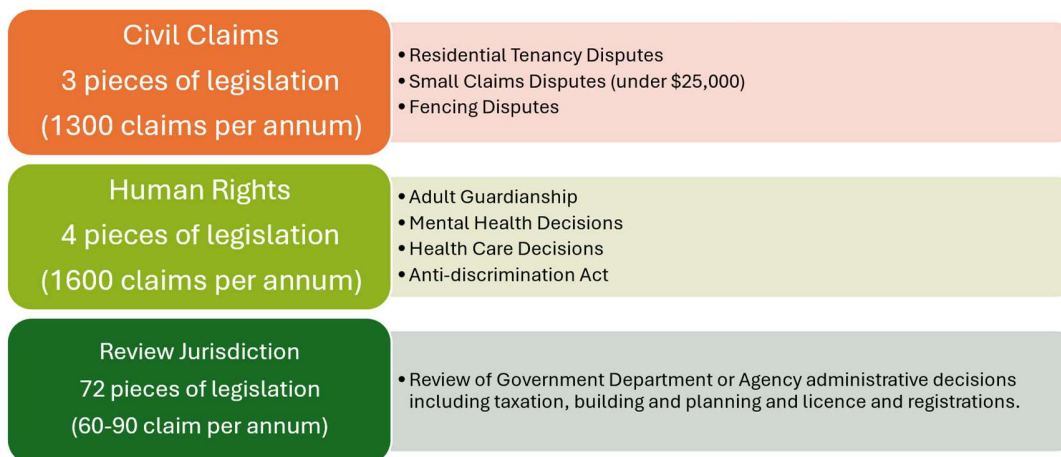 Civil Claims
3 pieces of legislation
(1300 claims per annum)
• Residential Tenancy Disputes
• Small Claims Disputes (under $25,000)
• Fencing Disputes
Human Rights
4 pieces of legislation
(1600 claims per annum)
• Adult Guardianship
• Mental Health Decisions
• Health Care Decisions
• Anti-discrimination Act
Review Jurisdiction
72 pieces of legislation
(60-90 claim per annum)
• Review of Government Department or Agency administrative decisions
including taxation, building and planning and licence and registrations.